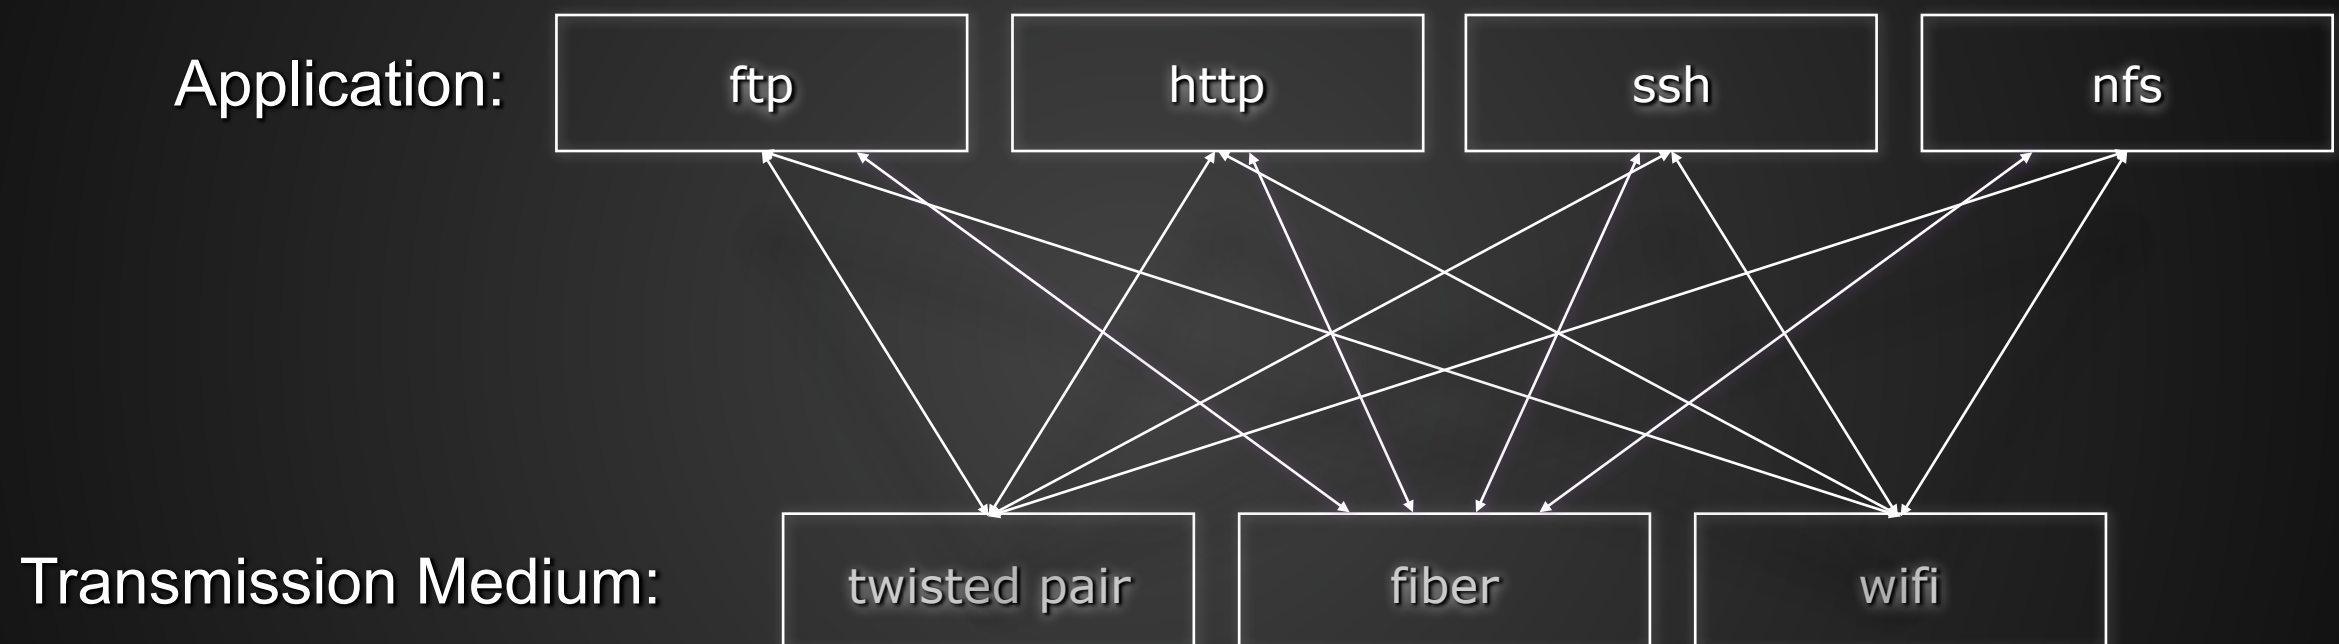 Application: ftp http ssh nfs
Transmission Medium: twisted pair fiber wifi